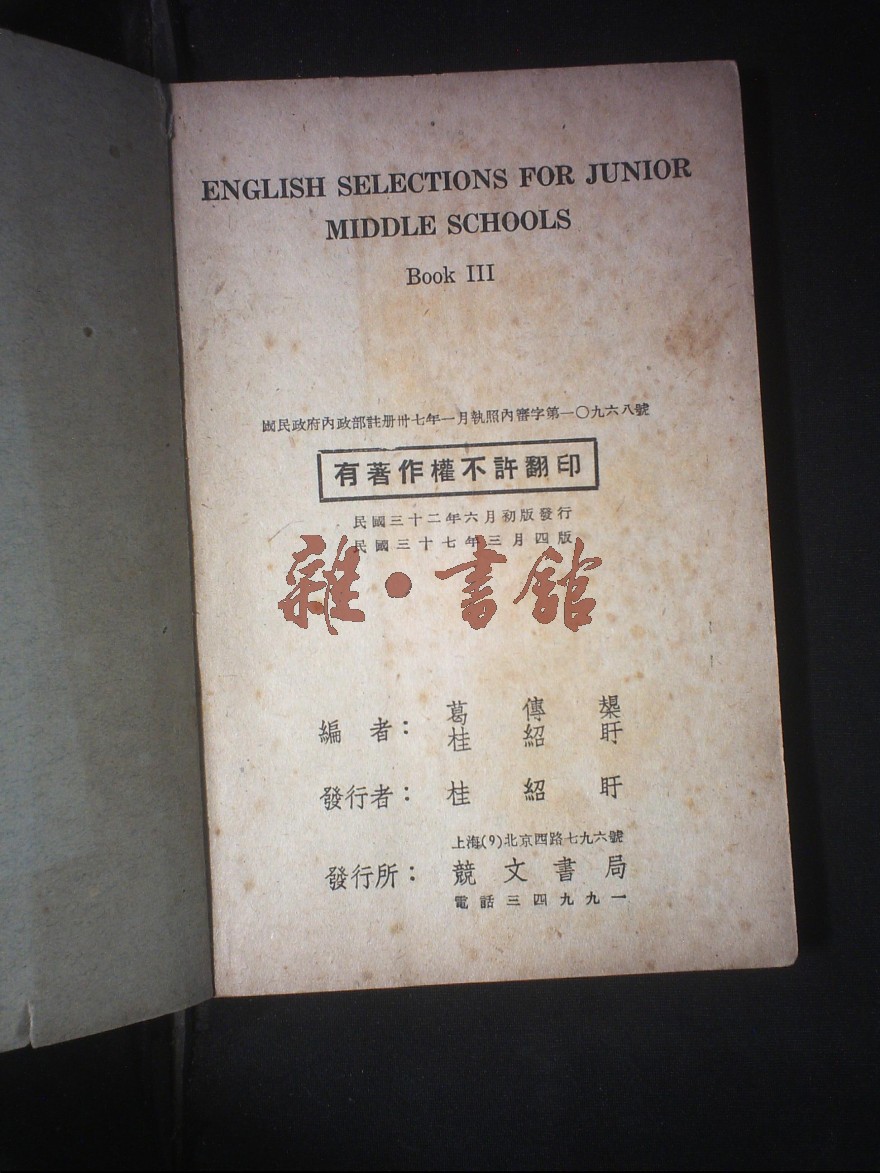 ENGLISH SELECTIONS FOR JUNIOR
MIDDLE SCHOOLS
Book III
國民政府內政部註册卅七年一月執照內審字第一〇九六八號
有著作權不許翻印
民國三十二年六月初版發行
民國三十七年三月四版
雜·書館
編者： 葛傳槼
桂紹盱
發行者： 桂紹盱
上海(9)北京西路七九六號
發行所： 競文書局
電話三四九九一